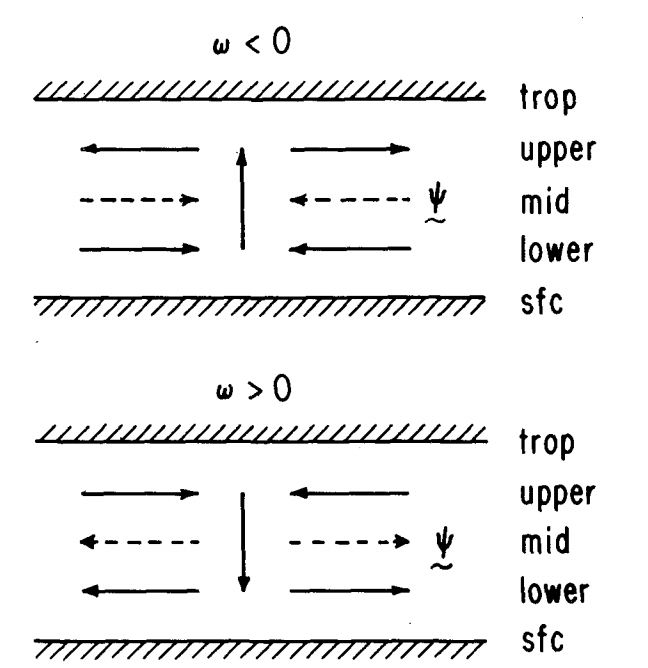 ω < 0
trop
upper
ψ mid
lower
sfc
ω > 0
trop
upper
ψ mid
lower
sfc